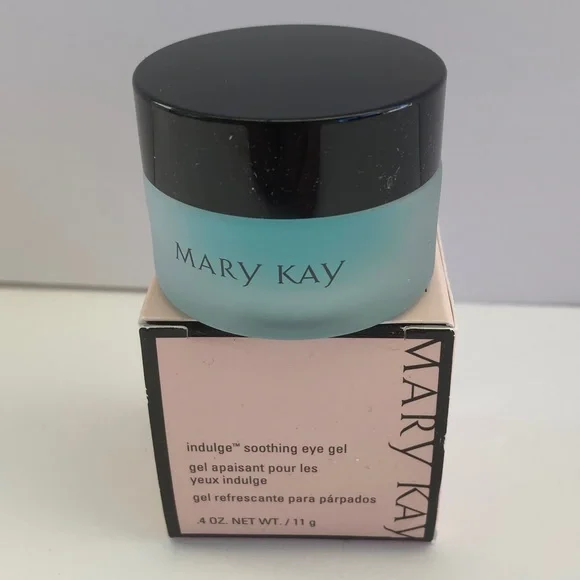 MARY KAY
MARY KAY
indulge™ soothing eye gel
gel apaisant pour les
yeux indulge
gel refrescante para párpados
.4 OZ. NET WT. / 11 g